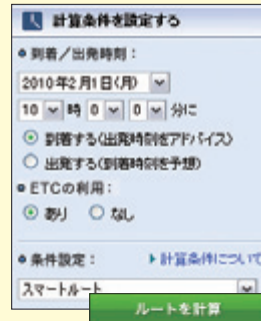 計算条件を設定する
到着／出発時刻：
2010年2月1日(月)
10 時 0 0 分に
到着する(出発時刻をアドバイス)
出発する(到着時刻を予想)
ETCの利用：
あり なし
条件設定： 計算条件について
スマートルート
ルートを計算